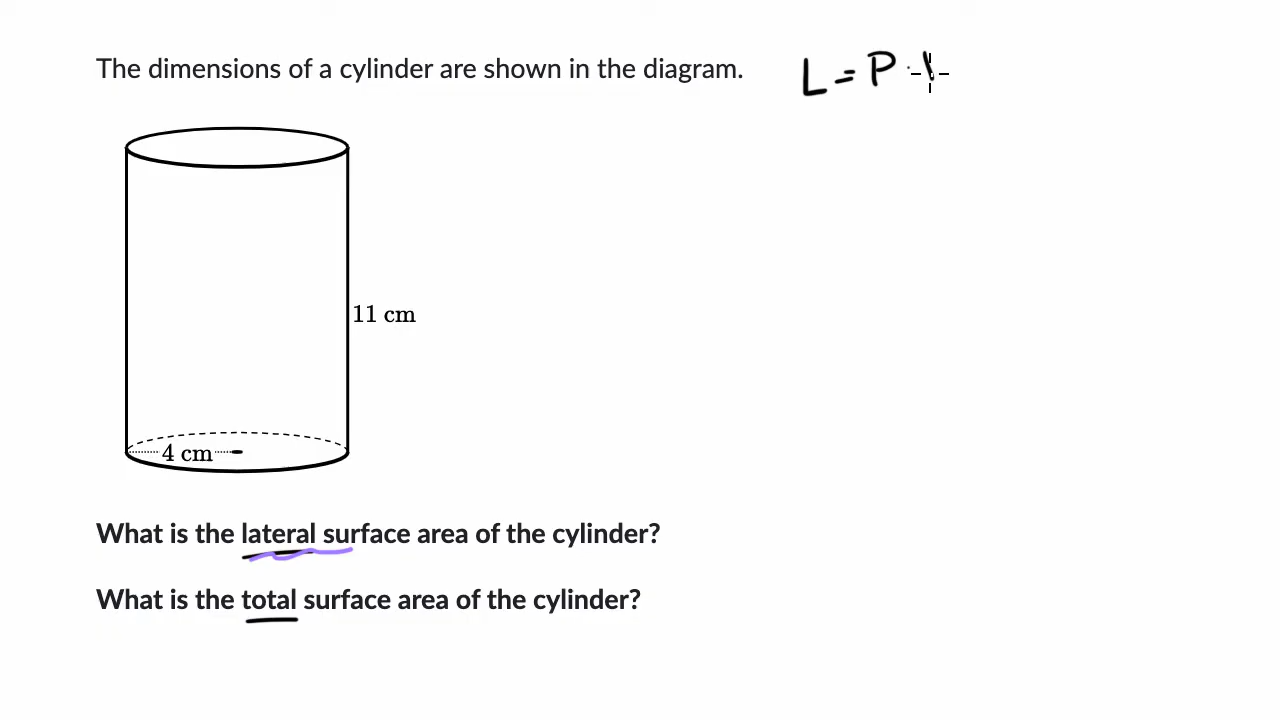 The dimensions of a cylinder are shown in the diagram.
L = P ·
11 cm
4 cm
What is the lateral surface area of the cylinder?
What is the total surface area of the cylinder?